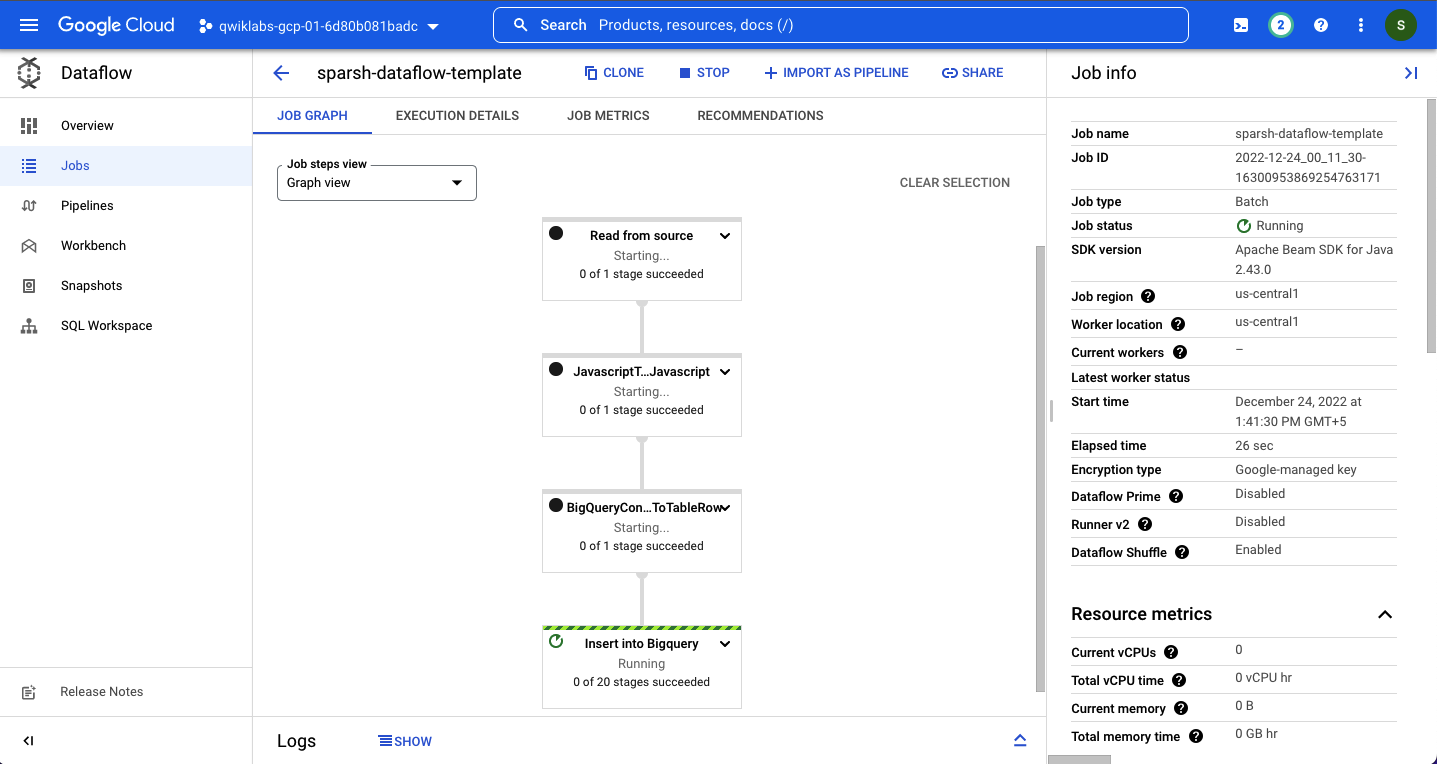 Google Cloud
qwiklabs-gcp-01-6d80b081badc
Search Products, resources, docs (/)
2
S
Dataflow
Overview
Jobs
Pipelines
Workbench
Snapshots
SQL Workspace
Release Notes
sparsh-dataflow-template
CLONE
STOP
IMPORT AS PIPELINE
SHARE
JOB GRAPH
EXECUTION DETAILS
JOB METRICS
RECOMMENDATIONS
Job steps view
Graph view
CLEAR SELECTION
Read from source
Starting...
0 of 1 stage succeeded
JavascriptT...Javascript
Starting...
0 of 1 stage succeeded
BigQueryCon...ToTableRow
Starting...
0 of 1 stage succeeded
Insert into Bigquery
Running
0 of 20 stages succeeded
Logs
SHOW
Job info
Job name sparsh-dataflow-template
Job ID 2022-12-24_00_11_30-
16300953869254763171
Job type Batch
Job status Running
SDK version Apache Beam SDK for Java
2.43.0
Job region ? us-central1
Worker location ? us-central1
Current workers ? –
Latest worker status
Start time December 24, 2022 at
1:41:30 PM GMT+5
Elapsed time 26 sec
Encryption type Google-managed key
Dataflow Prime ? Disabled
Runner v2 ? Disabled
Dataflow Shuffle ? Enabled
Resource metrics
Current vCPUs ? 0
Total vCPU time ? 0 vCPU hr
Current memory ? 0 B
Total memory time ? 0 GB hr